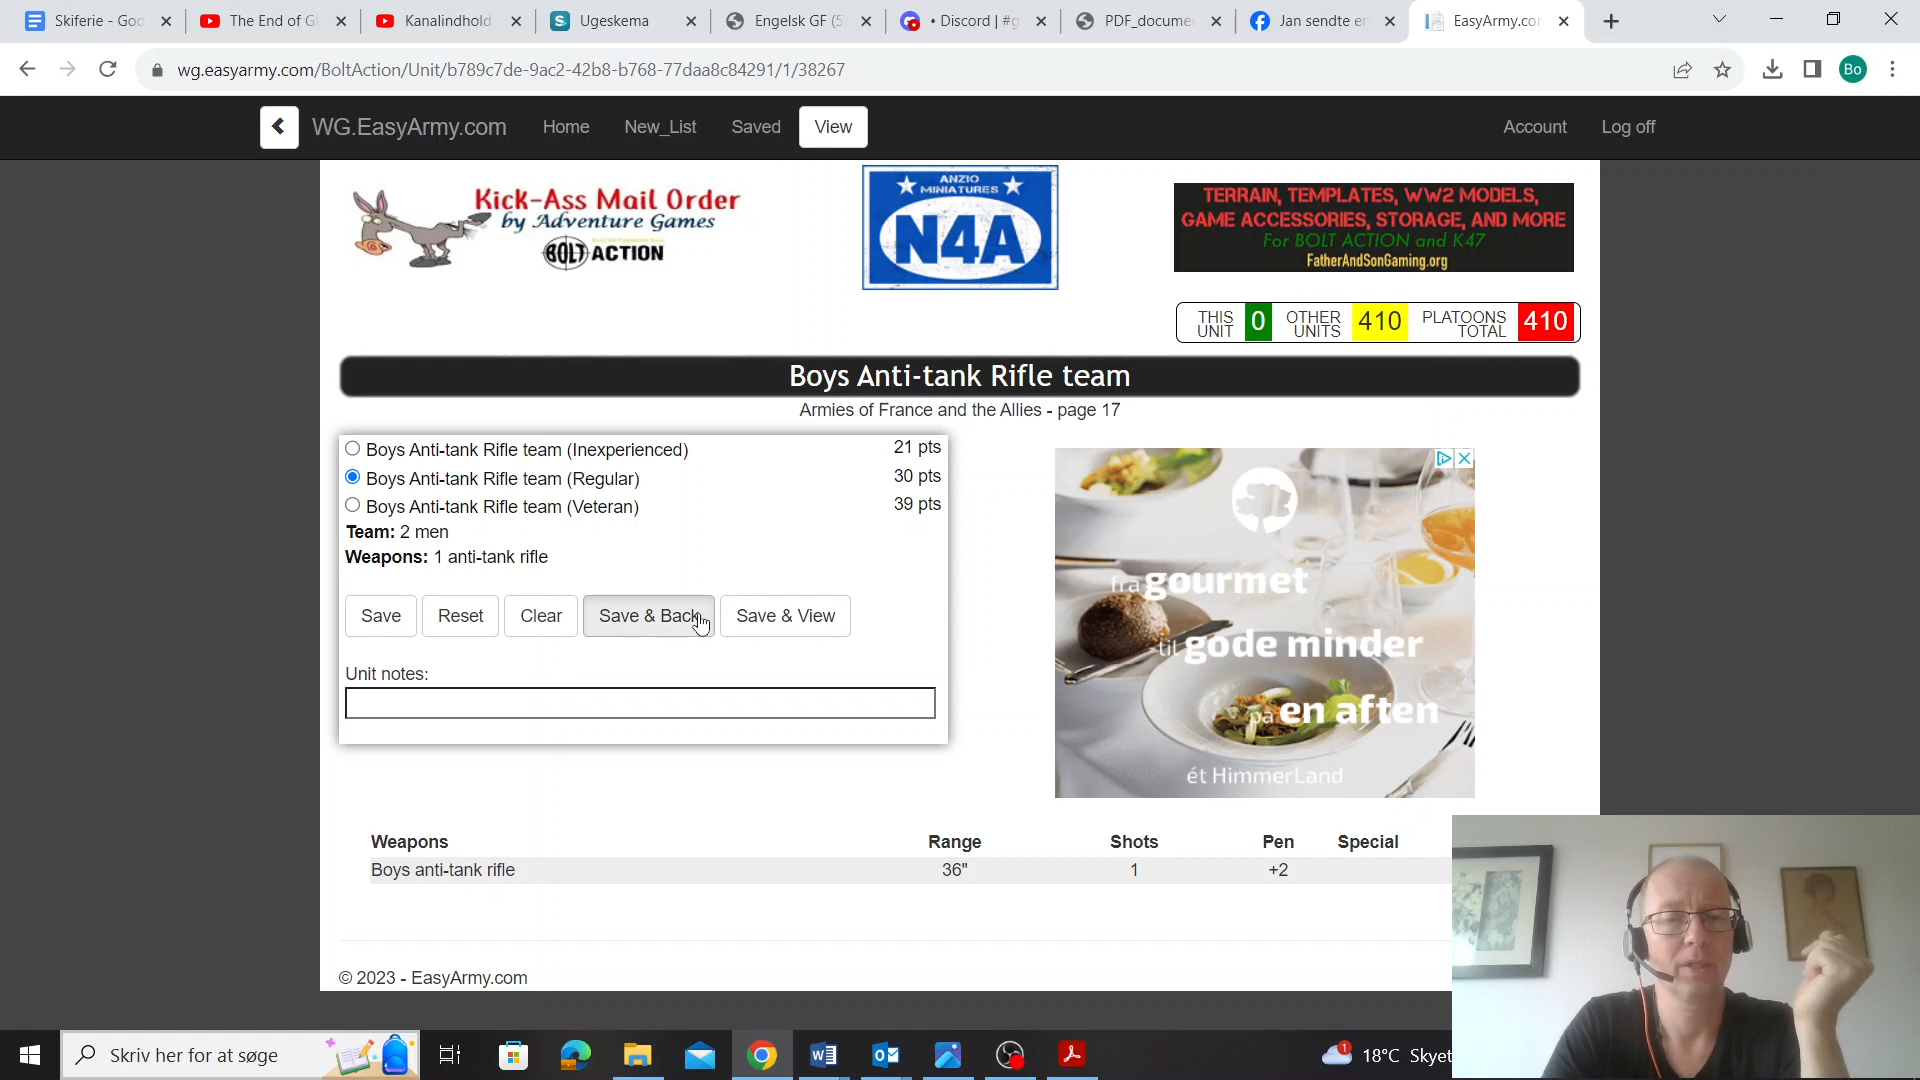 Skiferie - Goo
The End of Gl
Kanalindhold
Ugeskema
Engelsk GF (5
• Discord | #g
PDF_documen
Jan sendte en
EasyArmy.con
wg.easyarmy.com/BoltAction/Unit/b789c7de-9ac2-42b8-b768-77daa8c84291/1/38267
Bo
WG.EasyArmy.com
Home
New_List
Saved
View
Account
Log off
Kick-Ass Mail Order
by Adventure Games
BOLT ACTION
ANZIO
MINIATURES
N4A
TERRAIN, TEMPLATES, WW2 MODELS,
GAME ACCESSORIES, STORAGE, AND MORE
For BOLT ACTION and K47
FatherAndSonGaming.org
THIS UNIT 0 OTHER UNITS 410 PLATOONS TOTAL 410
Boys Anti-tank Rifle team
Armies of France and the Allies - page 17
Boys Anti-tank Rifle team (Inexperienced) 21 pts
Boys Anti-tank Rifle team (Regular) 30 pts
Boys Anti-tank Rifle team (Veteran) 39 pts
Team: 2 men
Weapons: 1 anti-tank rifle
Save
Reset
Clear
Save & Back
Save & View
Unit notes:
fra gourmet
til gode minder
på en aften
ét HimmerLand
Weapons Range Shots Pen Special
Boys anti-tank rifle 36" 1 +2
© 2023 - EasyArmy.com
Skriv her for at søge
1
18°C Skyet